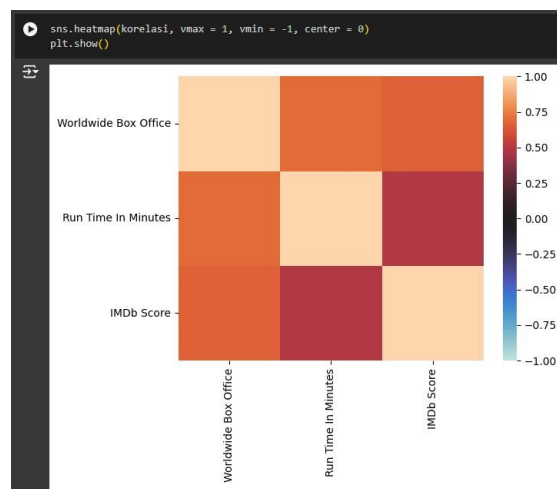 sns.heatmap(korelasi, vmax = 1, vmin = -1, center = 0)
plt.show()
Worldwide Box Office
Run Time In Minutes
IMDb Score
Worldwide Box Office
Run Time In Minutes
IMDb Score
1.00
0.75
0.50
0.25
0.00
−0.25
−0.50
−0.75
−1.00